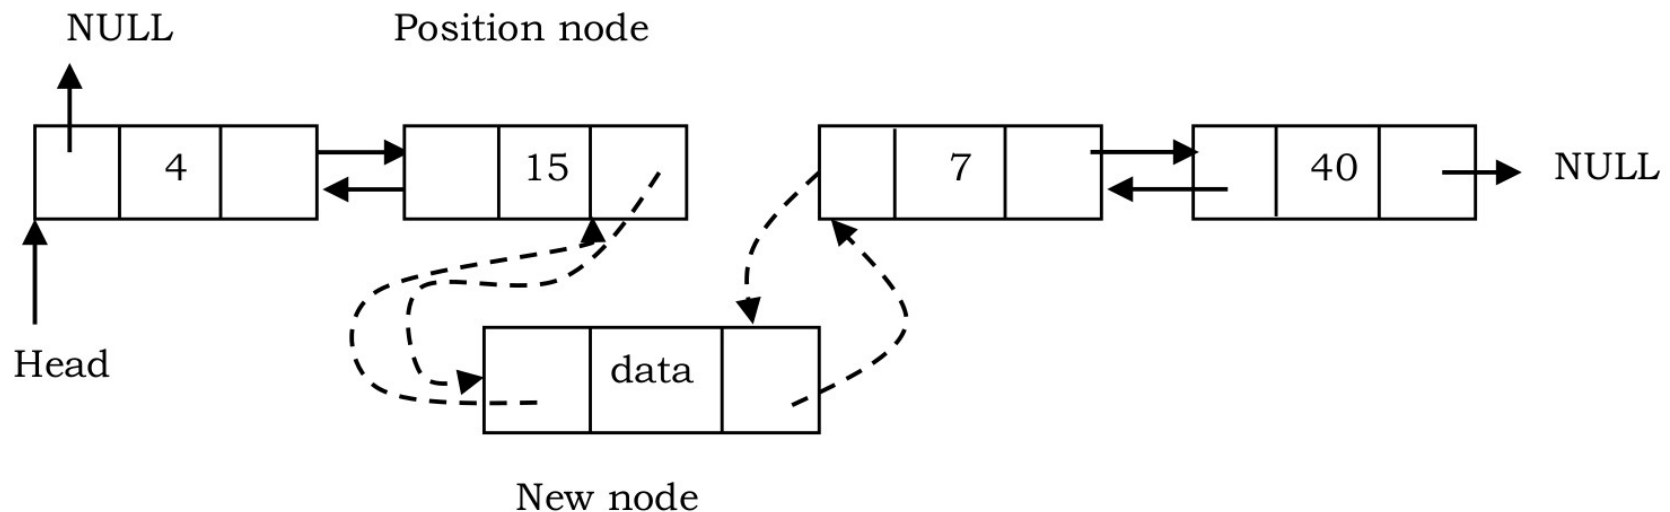 NULL
Position node
4
15
7
40
NULL
Head
data
New node